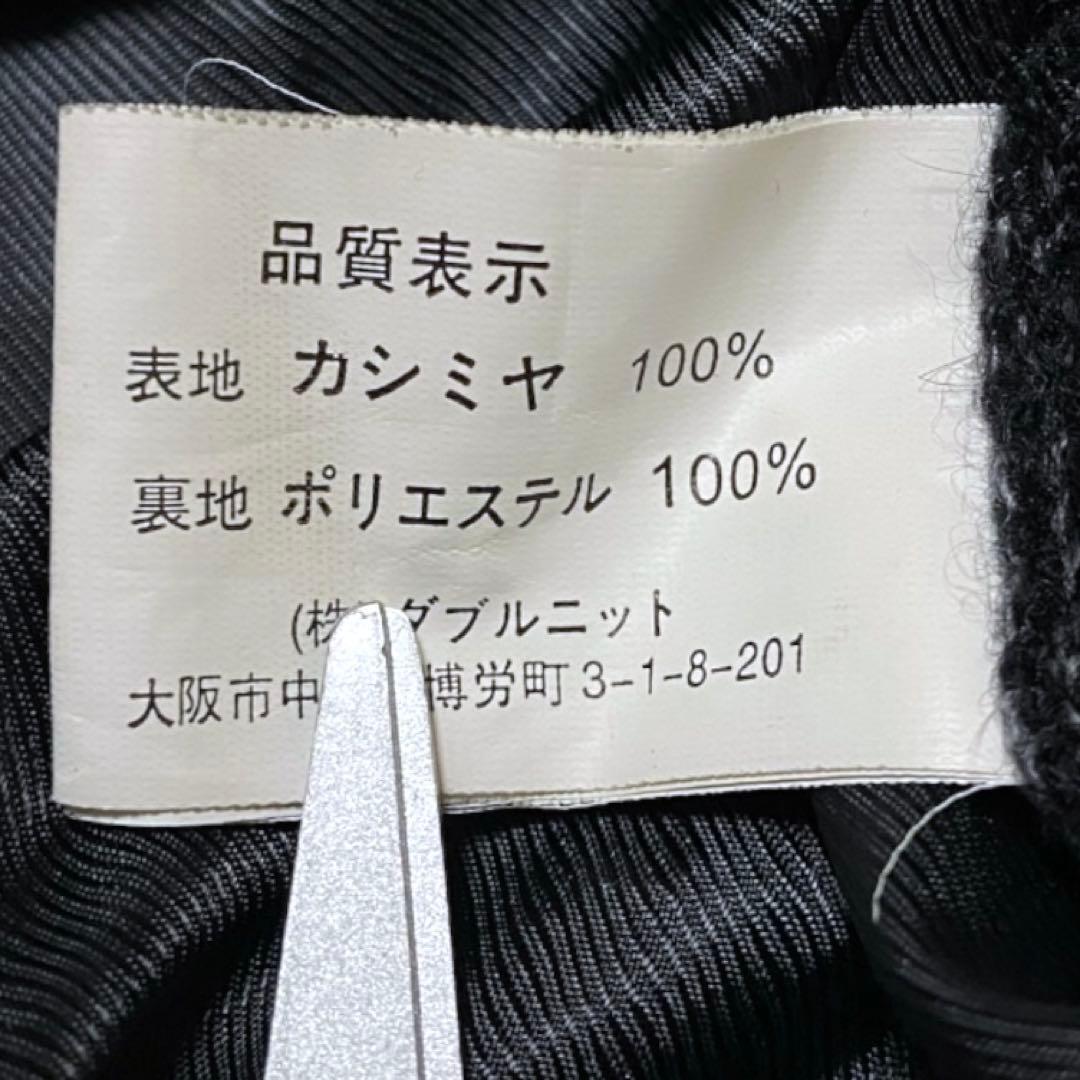 品質表示
表地 カシミヤ 100%
裏地 ポリエステル 100%
(株)ダブルニット
大阪市中 博労町3-1-8-201